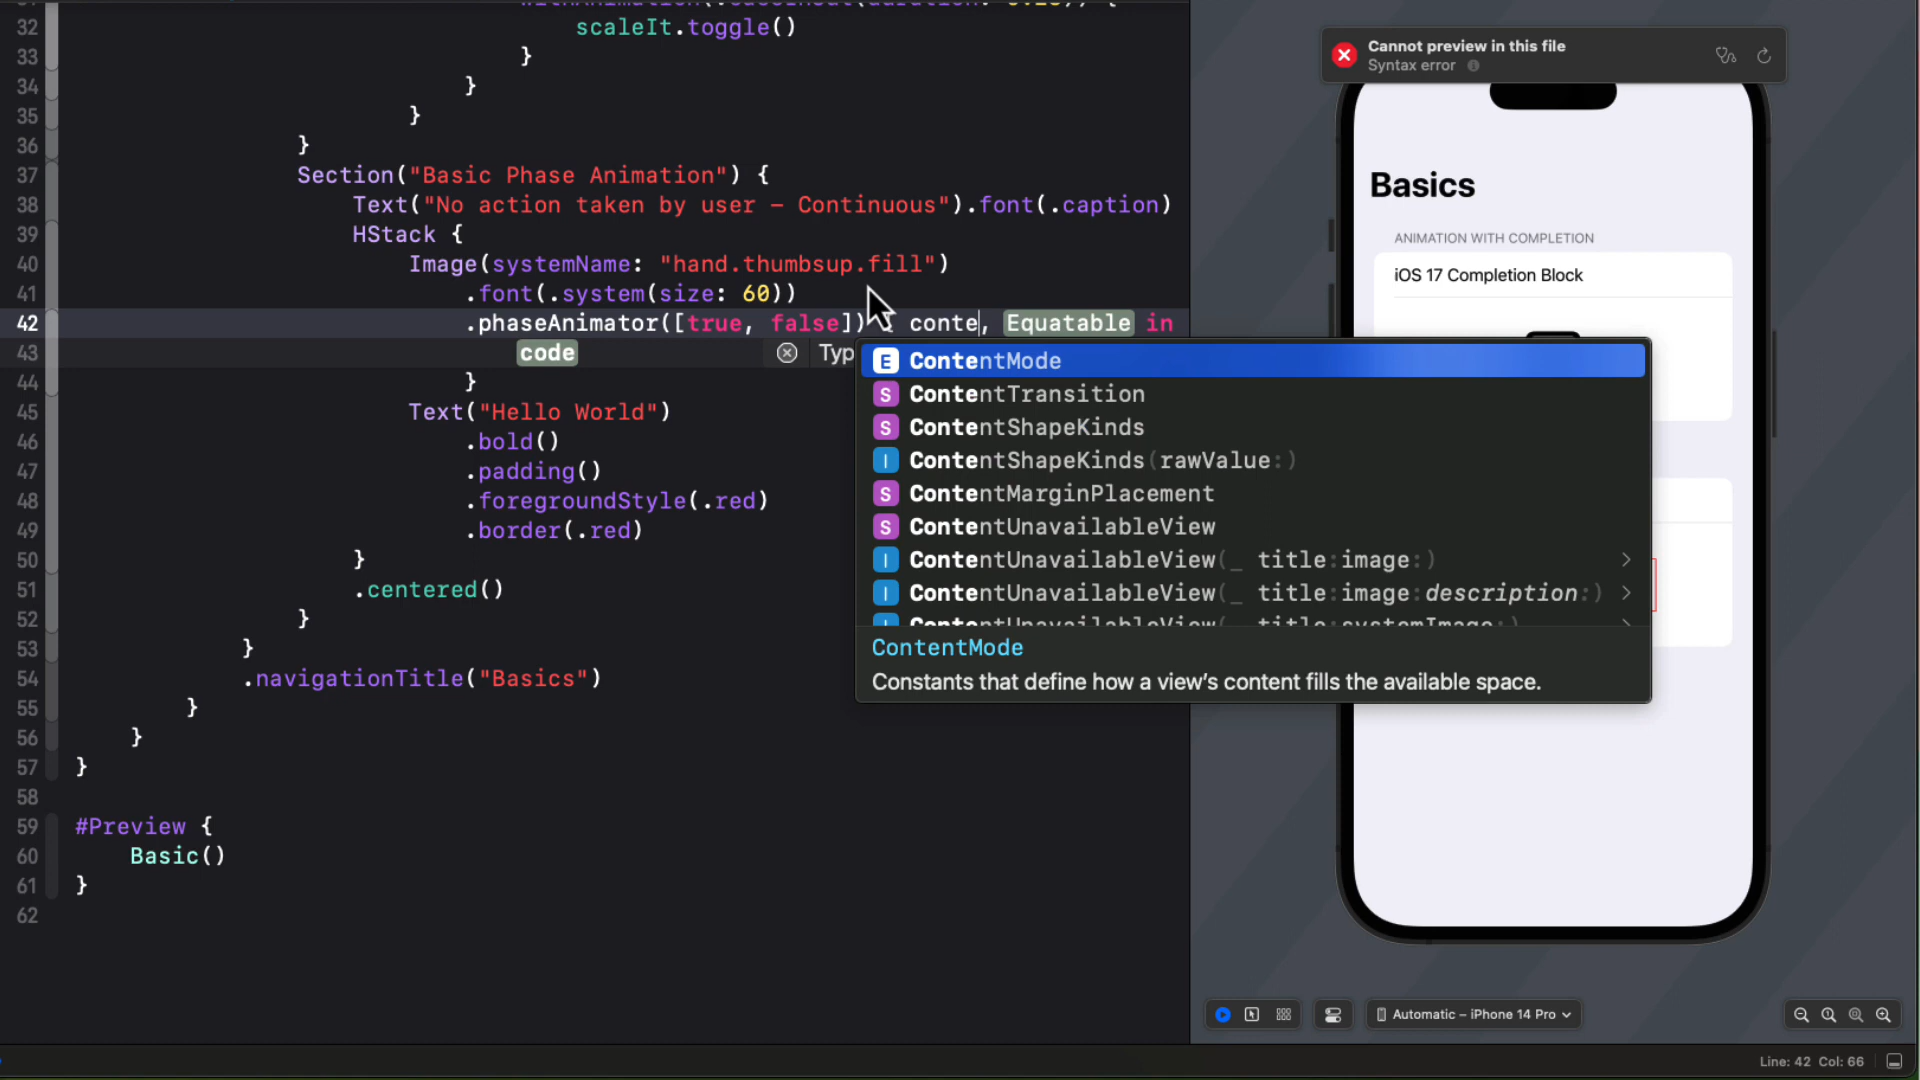 32 scaleIt.toggle()
33 }
34 }
35 }
36 }
37 Section("Basic Phase Animation") {
38 Text("No action taken by user – Continuous").font(.caption)
39 HStack {
40 Image(systemName: "hand.thumbsup.fill")
41 .font(.system(size: 60))
42 .phaseAnimator([true, false]) { conte, Equatable in
43 code Typ
44 }
45 Text("Hello World")
46 .bold()
47 .padding()
48 .foregroundStyle(.red)
49 .border(.red)
50 }
51 .centered()
52 }
53 }
54 .navigationTitle("Basics")
55 }
56 }
57 }
58
59 #Preview {
60 Basic()
61 }
62
E ContentMode
S ContentTransition
S ContentShapeKinds
I ContentShapeKinds(rawValue:)
S ContentMarginPlacement
S ContentUnavailableView
I ContentUnavailableView(_ title:image:)
I ContentUnavailableView(_ title:image:description:)
I ContentUnavailableView(_ title:systemImage:)
ContentMode
Constants that define how a view's content fills the available space.
Cannot preview in this file
Syntax error
Basics
ANIMATION WITH COMPLETION
iOS 17 Completion Block
Automatic – iPhone 14 Pro
Line: 42 Col: 66